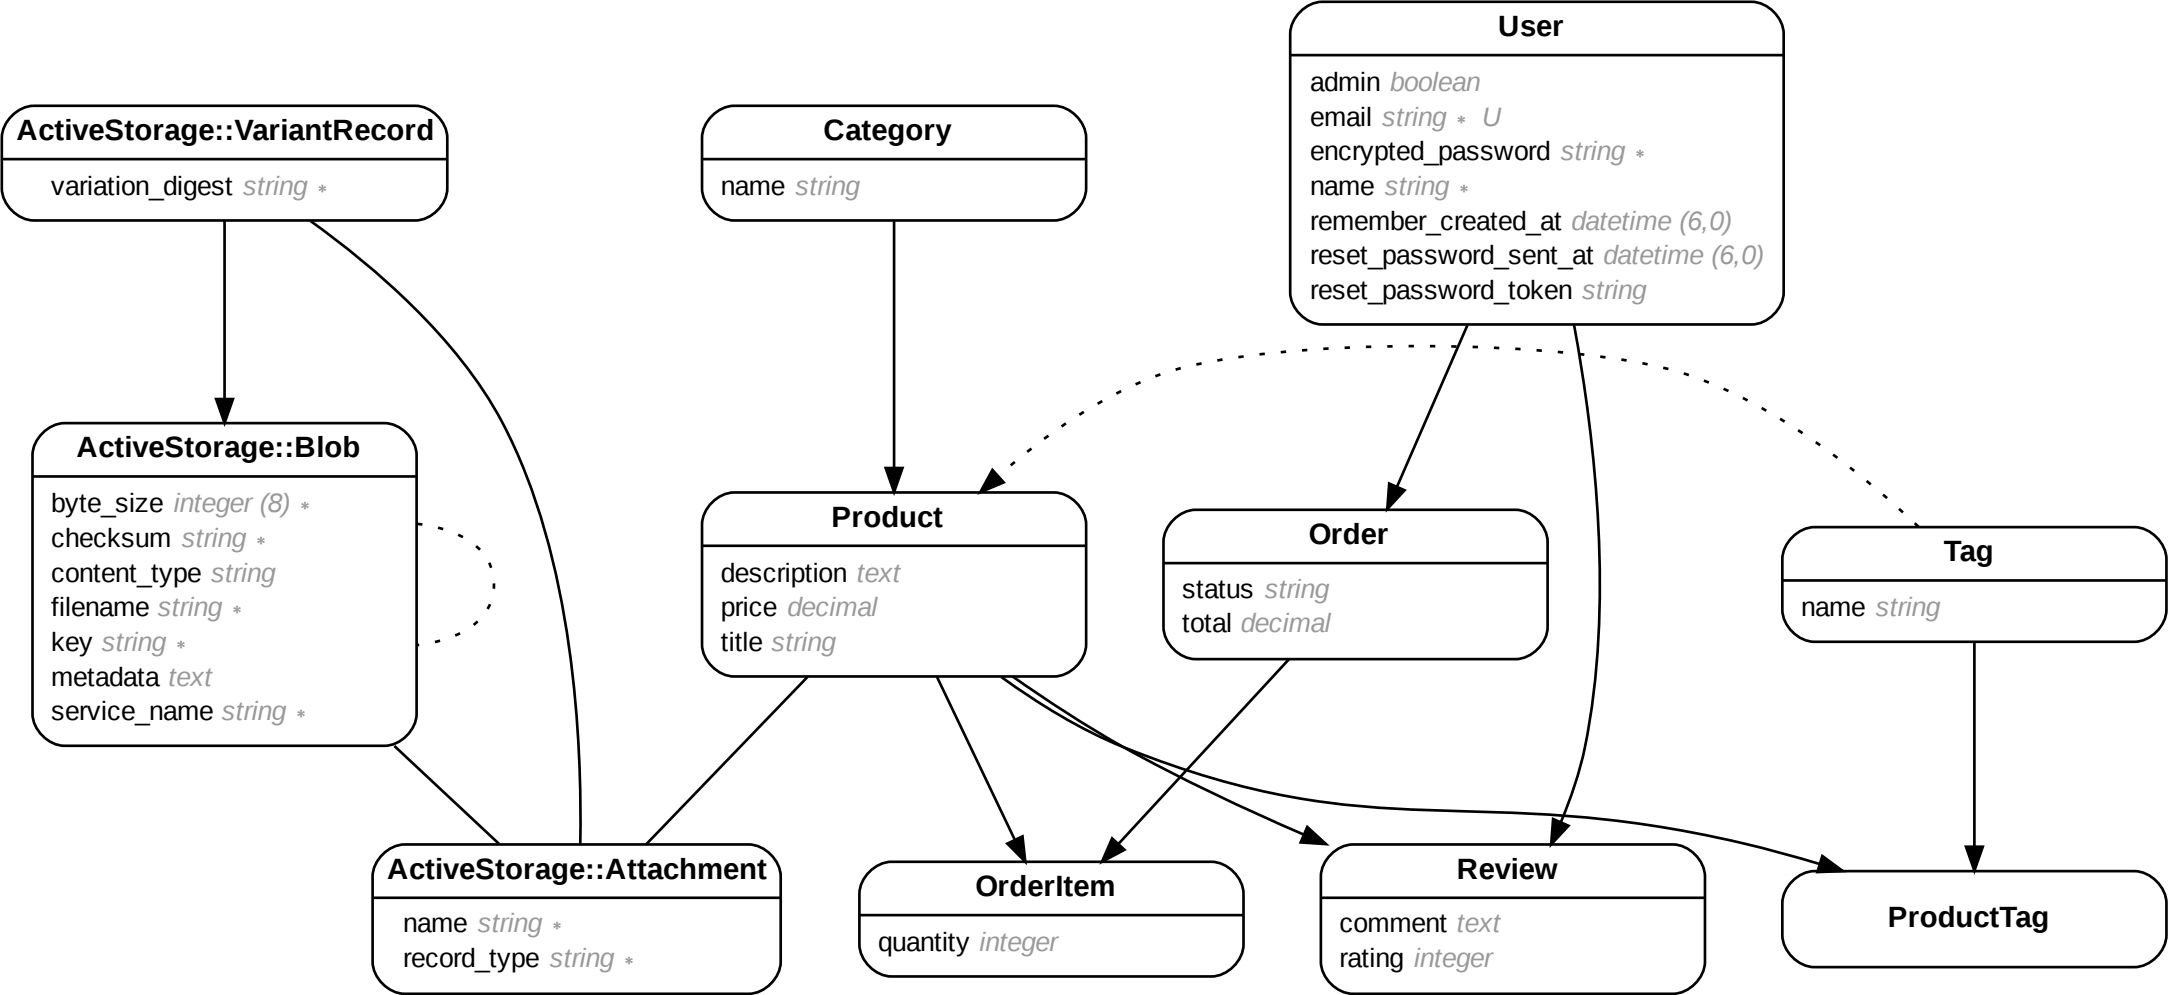 User
admin boolean
email string * U
encrypted_password string *
name string *
remember_created_at datetime (6,0)
reset_password_sent_at datetime (6,0)
reset_password_token string
ActiveStorage::VariantRecord
variation_digest string *
Category
name string
ActiveStorage::Blob
byte_size integer (8) *
checksum string *
content_type string
filename string *
key string *
metadata text
service_name string *
Product
description text
price decimal
title string
Order
status string
total decimal
Tag
name string
ActiveStorage::Attachment
name string *
record_type string *
OrderItem
quantity integer
Review
comment text
rating integer
ProductTag